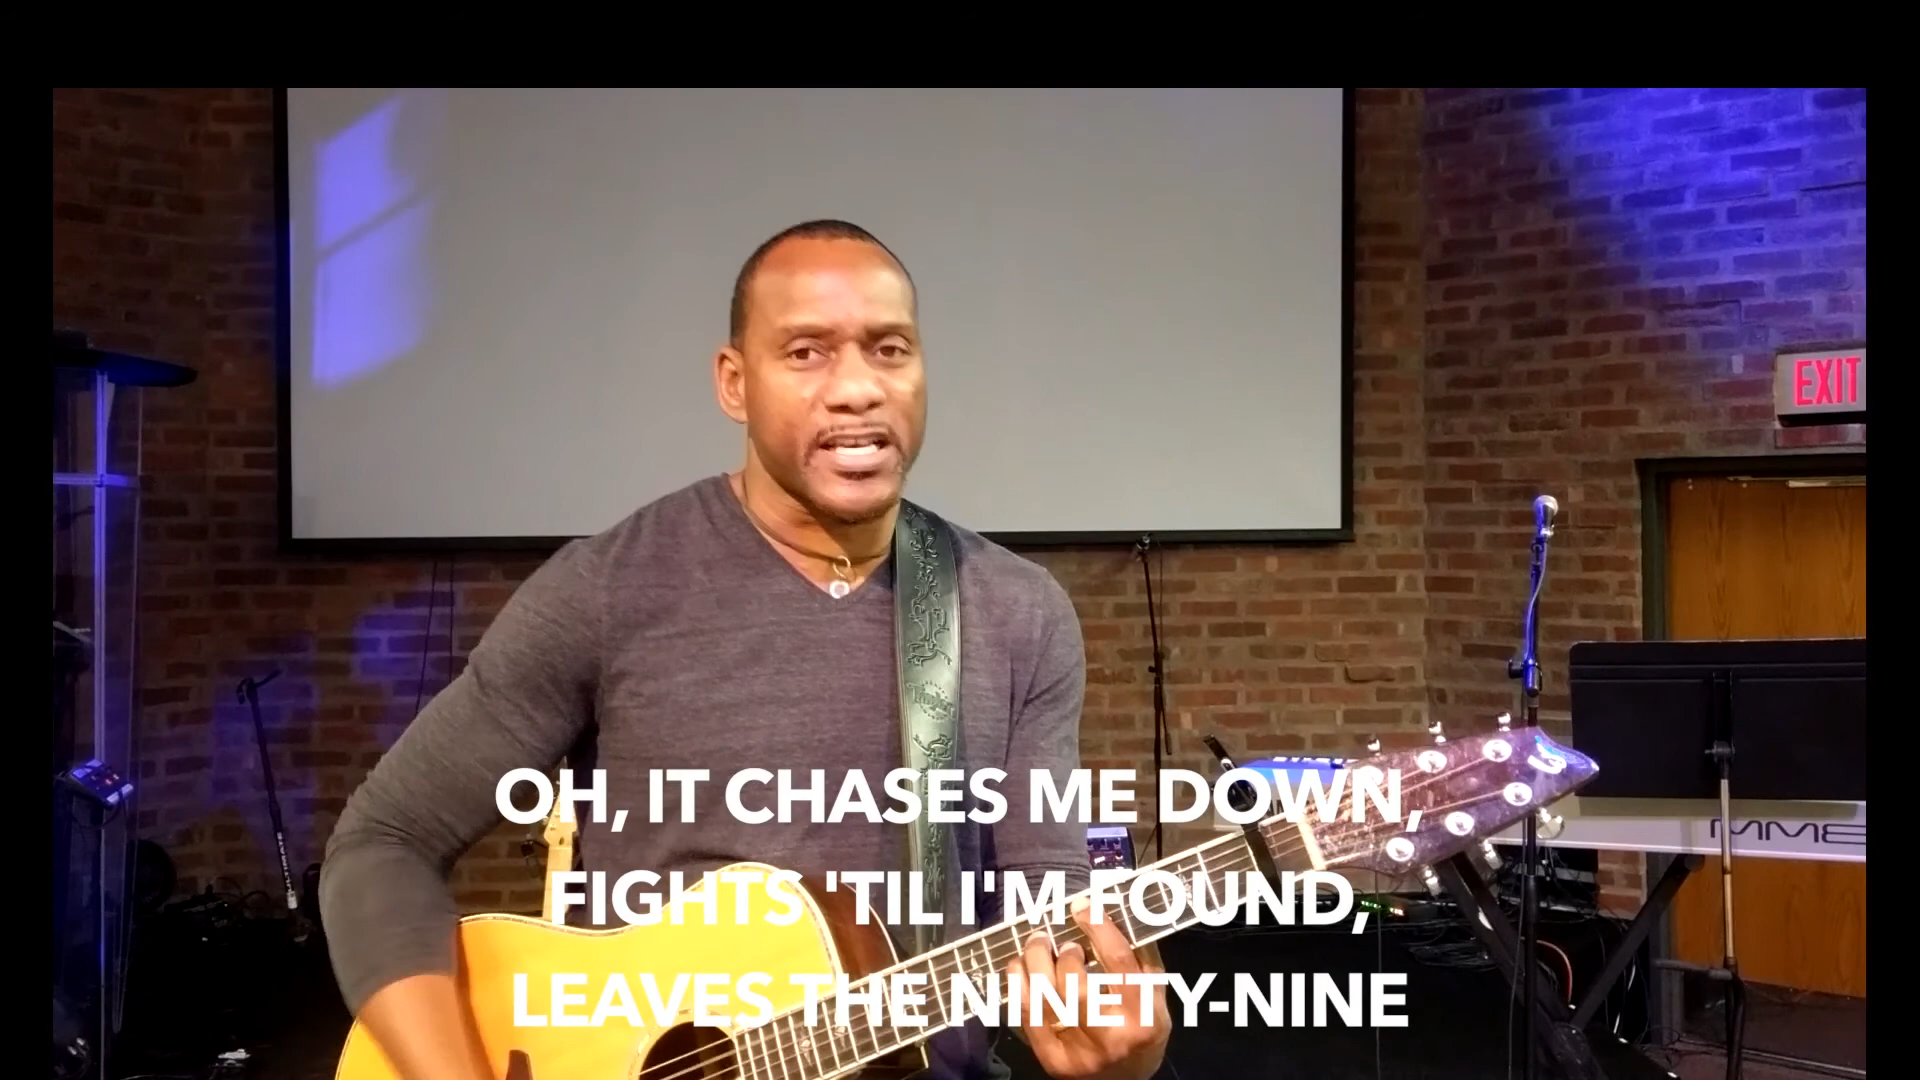 EXIT
OH, IT CHASES ME DOWN,
FIGHTS 'TIL I'M FOUND,
LEAVES THE NINETY-NINE